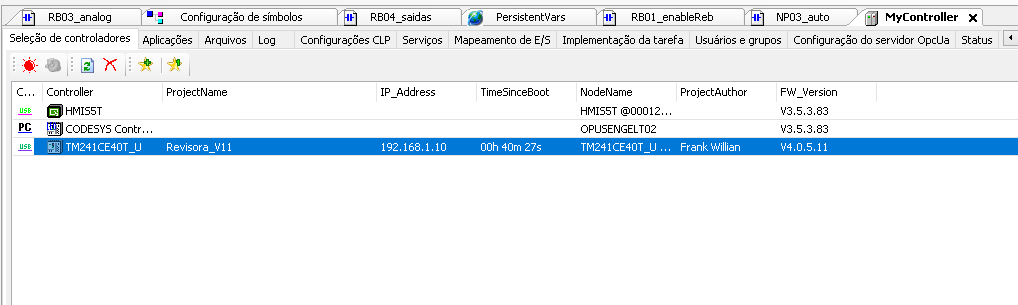 RB03_analog Configuração de símbolos RB04_saidas PersistentVars RB01_enableReb NP03_auto MyController
Seleção de controladores Aplicações Arquivos Log Configurações CLP Serviços Mapeamento de E/S Implementação da tarefa Usuários e grupos Configuração do servidor OpcUa Status
C... Controller ProjectName IP_Address TimeSinceBoot NodeName ProjectAuthor FW_Version
USB HMIS5T HMIS5T @00012... V3.5.3.83
PC CODESYS Contr... OPUSENGELT02 V3.5.3.83
USB TM241CE40T_U Revisora_V11 192.168.1.10 00h 40m 27s TM241CE40T_U ... Frank Willian V4.0.5.11